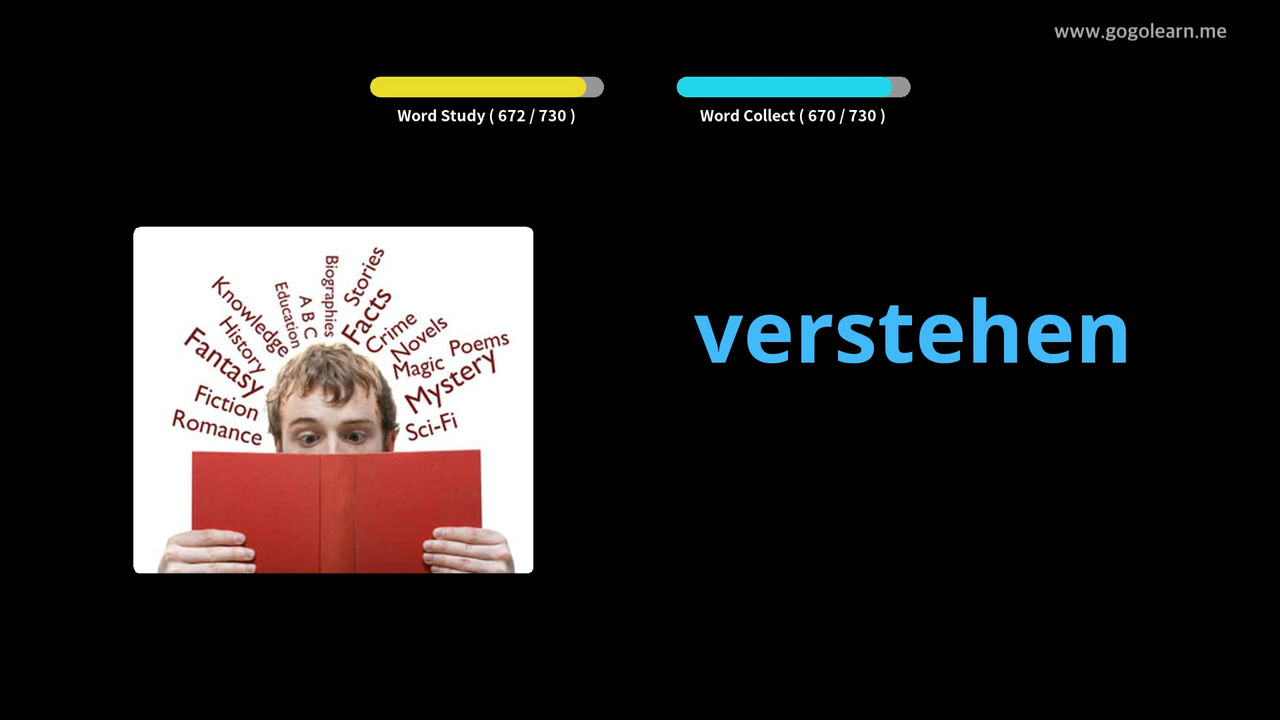 www.gogolearn.me
Word Study ( 672 / 730 )
Word Collect ( 670 / 730 )
Knowledge
History
Fantasy
Fiction
Romance
Education
A B C
Biographies
Stories
Facts
Crime
Novels
Magic
Poems
Mystery
Sci-Fi
verstehen